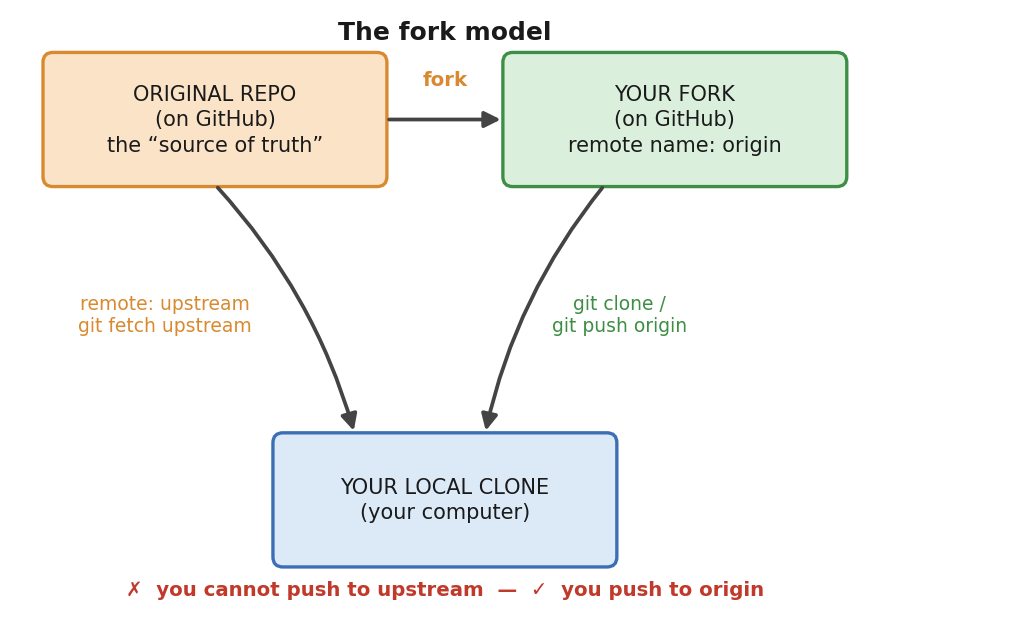 The fork model
ORIGINAL REPO
(on GitHub)
the “source of truth”
fork
YOUR FORK
(on GitHub)
remote name: origin
remote: upstream
git fetch upstream
git clone /
git push origin
YOUR LOCAL CLONE
(your computer)
✗ you cannot push to upstream — ✓ you push to origin